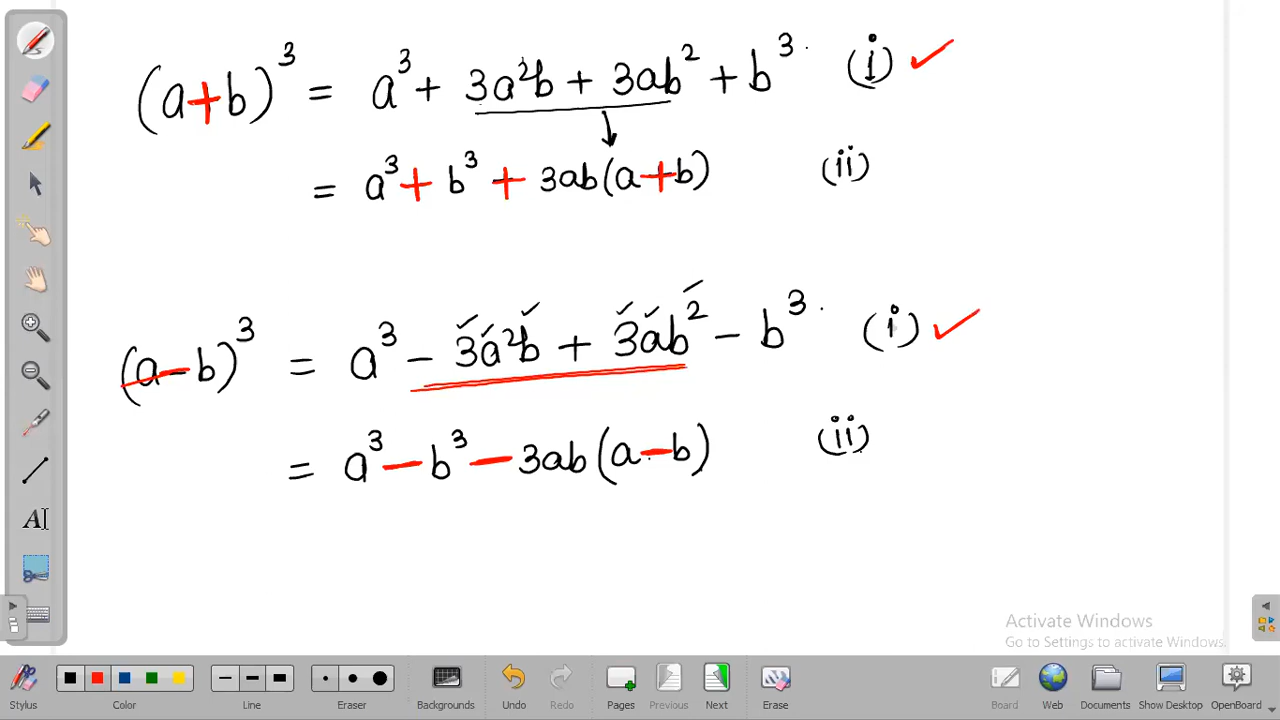 (a+b)³ = a³ + 3a²b + 3ab² + b³ (i) ✓
= a³ + b³ + 3ab(a+b) (ii)
(a-b)³ = a³ - 3a²b + 3ab² - b³ (i) ✓
= a³ - b³ - 3ab(a-b) (ii)
Activate Windows
Go to Settings to activate Windows.
Stylus Color Line Eraser Backgrounds Undo Redo Pages Previous Next Erase Board Web Documents Show Desktop OpenBoard